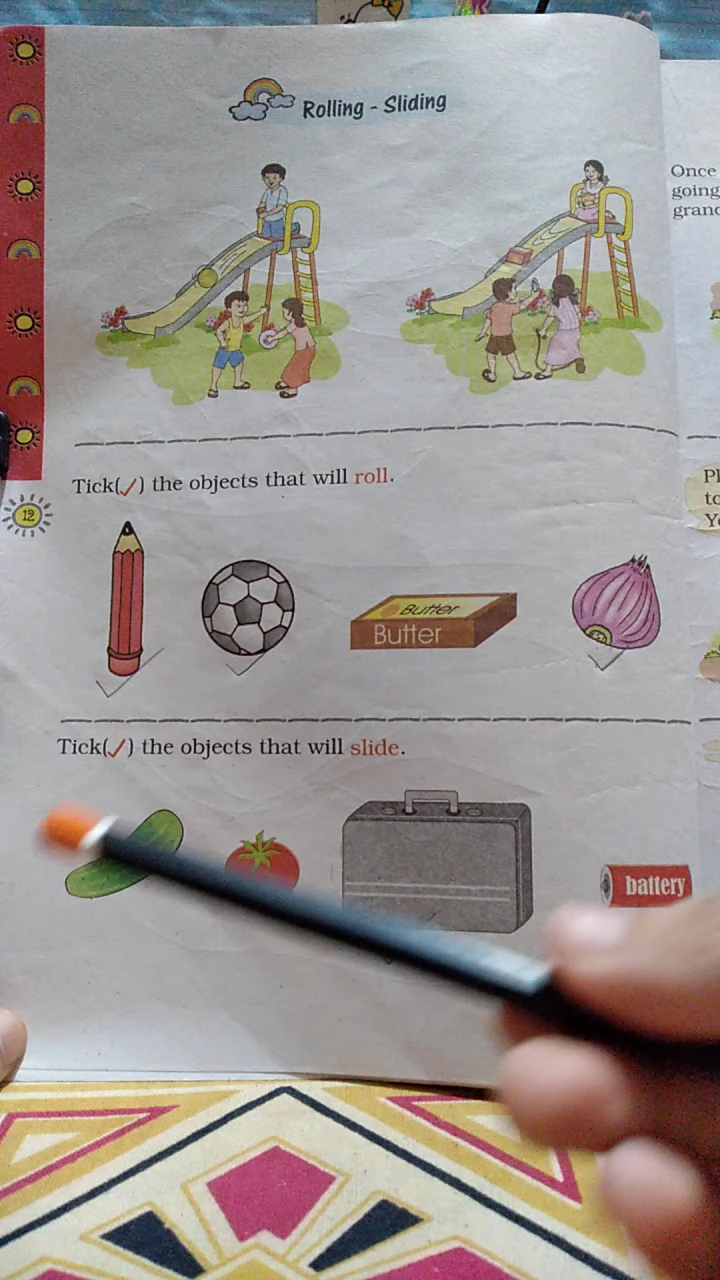 Rolling - Sliding
Once
going
Tick(✓) the objects that will roll.
12
Butter
Butter
Tick(✓) the objects that will slide.
battery